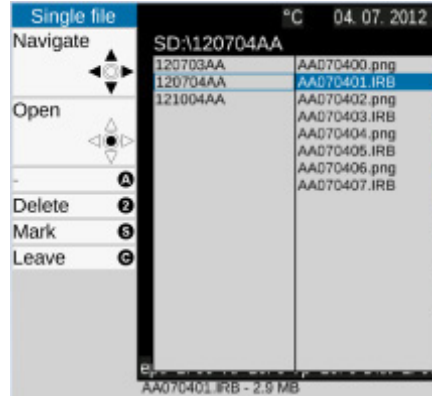 Single file
°C 04. 07. 2012
Navigate
SD:\120704AA
120703AA
120704AA
121004AA
AA070400.png
AA070401.IRB
AA070402.png
AA070403.IRB
AA070404.png
AA070405.IRB
AA070406.png
AA070407.IRB
Open
- A
Delete 2
Mark S
Leave C
AA070401.IRB - 2.9 MB